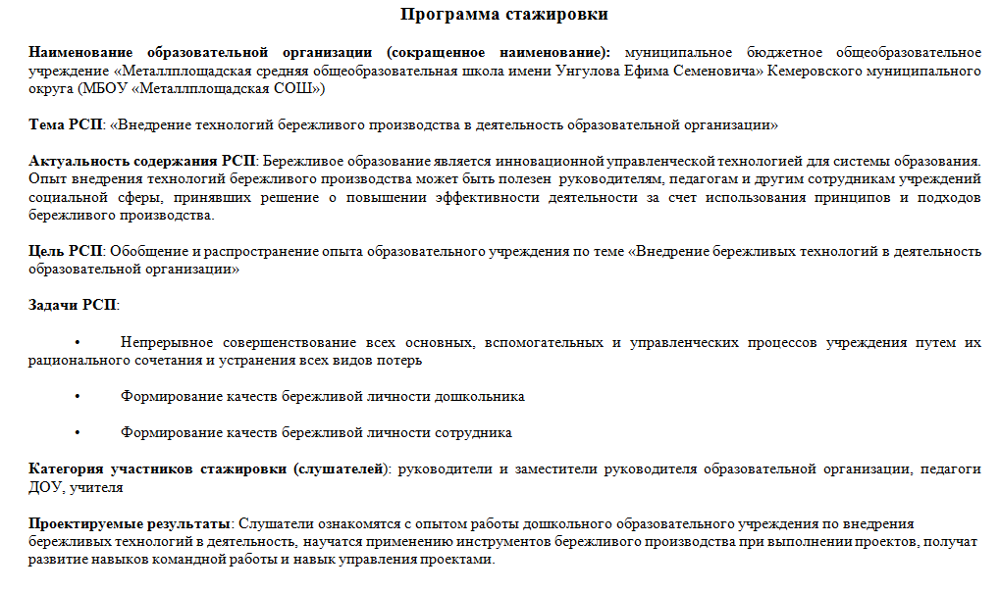 Программа стажировки
Наименование образовательной организации (сокращенное наименование): муниципальное бюджетное общеобразовательное
учреждение «Металлплощадская средняя общеобразовательная школа имени Унгулова Ефима Семеновича» Кемеровского муниципального
округа (МБОУ «Металлплощадская СОШ»)
Тема РСП: «Внедрение технологий бережливого производства в деятельность образовательной организации»
Актуальность содержания РСП: Бережливое образование является инновационной управленческой технологией для системы образования.
Опыт внедрения технологий бережливого производства может быть полезен руководителям, педагогам и другим сотрудникам учреждений
социальной сферы, принявших решение о повышении эффективности деятельности за счет использования принципов и подходов
бережливого производства.
Цель РСП: Обобщение и распространение опыта образовательного учреждения по теме «Внедрение бережливых технологий в деятельность
образовательной организации»
Задачи РСП:
• Непрерывное совершенствование всех основных, вспомогательных и управленческих процессов учреждения путем их
рационального сочетания и устранения всех видов потерь
• Формирование качеств бережливой личности дошкольника
• Формирование качеств бережливой личности сотрудника
Категория участников стажировки (слушателей): руководители и заместители руководителя образовательной организации, педагоги
ДОУ, учителя
Проектируемые результаты: Слушатели ознакомятся с опытом работы дошкольного образовательного учреждения по внедрения
бережливых технологий в деятельность, научатся применению инструментов бережливого производства при выполнении проектов, получат
развитие навыков командной работы и навык управления проектами.